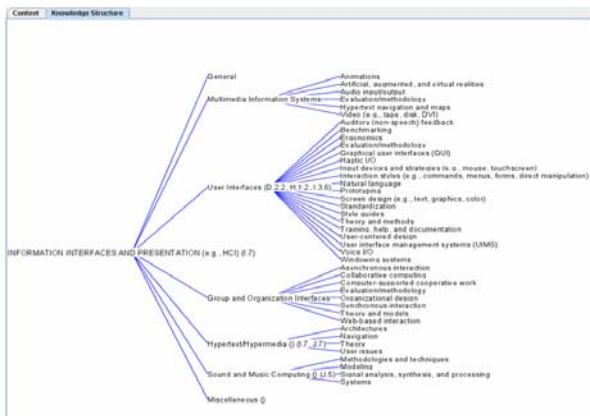 Context
Knowledge Structure
General
Multimedia Information Systems
Animations
Artificial, augmented, and virtual realities
Audio input/output
Evaluation/methodology
Hypertext navigation and maps
Video (e.g., tape, disk, DVI)
User Interfaces (D.2.2, H.1.2, I.3.6)
Auditory (non-speech) feedback
Benchmarking
Ergonomics
Evaluation/methodology
Graphical user interfaces (GUI)
Haptic I/O
Input devices and strategies (e.g., mouse, touchscreen)
Interaction styles (e.g., commands, menus, forms, direct manipulation)
Natural language
Prototyping
Screen design (e.g., text, graphics, color)
Standardization
Style guides
Theory and methods
Training, help, and documentation
User-centered design
User interface management systems (UIMS)
Voice I/O
Windowing systems
INFORMATION INTERFACES AND PRESENTATION (e.g., HCI) (I.7)
Group and Organization Interfaces
Asynchronous interaction
Collaborative computing
Computer-supported cooperative work
Evaluation/methodology
Organizational design
Synchronous interaction
Theory and models
Web-based interaction
Hypertext/Hypermedia () (I.7, J.7)
Architectures
Navigation
Theory
User issues
Sound and Music Computing () (J.5)
Methodologies and techniques
Modeling
Signal analysis, synthesis, and processing
Systems
Miscellaneous ()